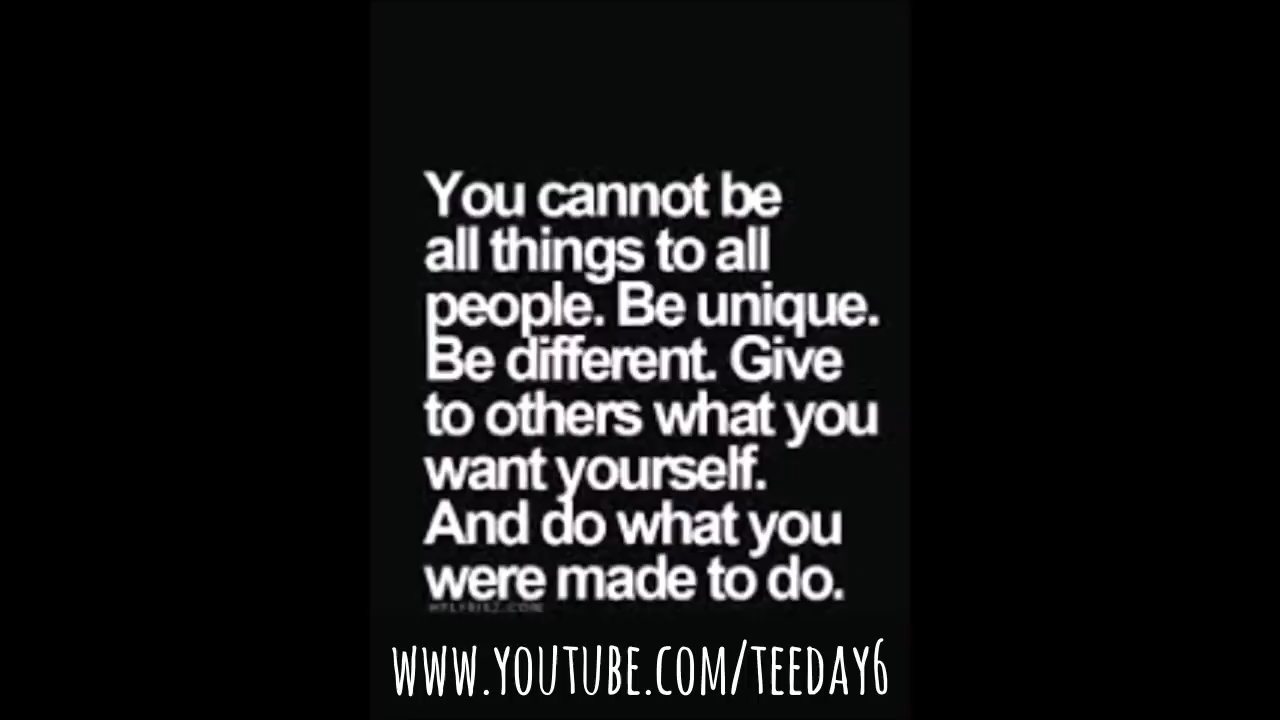 You cannot be
all things to all
people. Be unique.
Be different. Give
to others what you
want yourself.
And do what you
were made to do.
WWW.YOUTUBE.COM/TEEDAY6